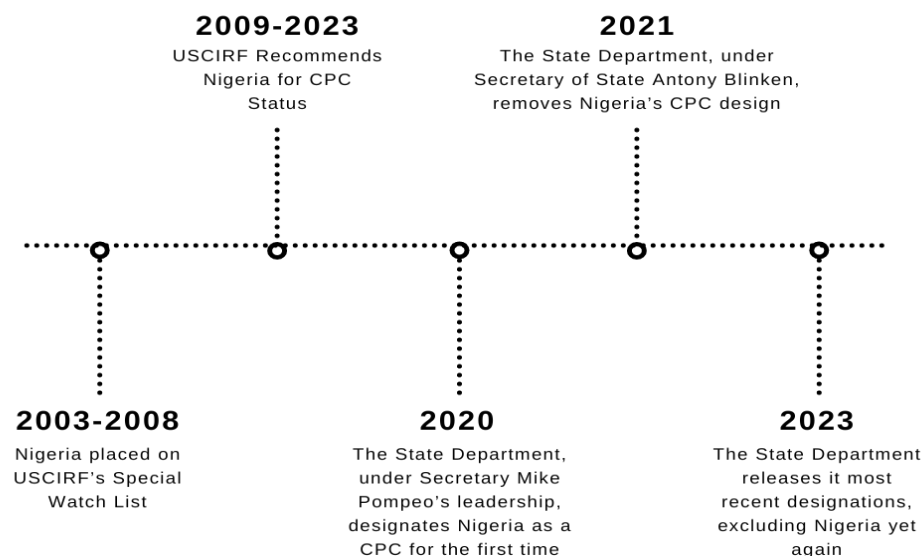 2009-2023
USCIRF Recommends
Nigeria for CPC
Status
2021
The State Department, under
Secretary of State Antony Blinken,
removes Nigeria’s CPC design
2003-2008
Nigeria placed on
USCIRF’s Special
Watch List
2020
The State Department,
under Secretary Mike
Pompeo’s leadership,
designates Nigeria as a
CPC for the first time
2023
The State Department
releases it most
recent designations,
excluding Nigeria yet
again